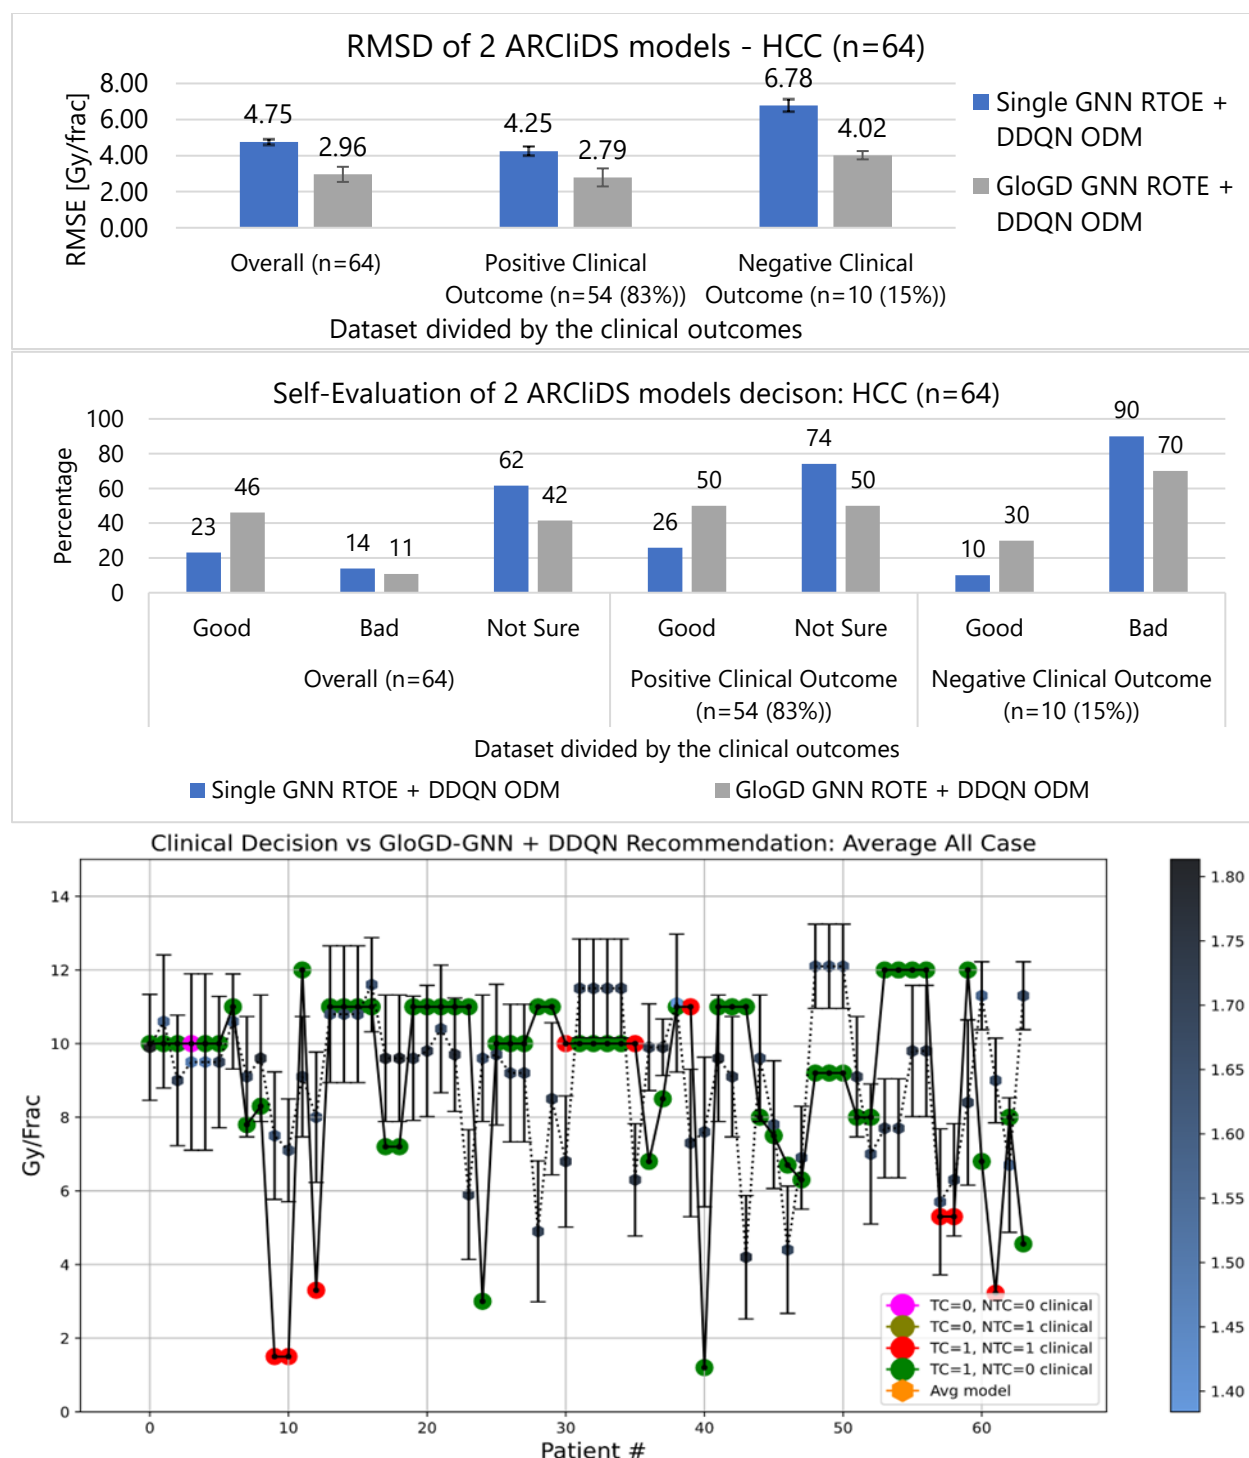 RMSD of 2 ARCliDS models - HCC (n=64)
RMSE [Gy/frac]
8.00
6.00
4.00
2.00
0.00
4.75
2.96
4.25
2.79
6.78
4.02
Overall (n=64)
Positive Clinical
Outcome (n=54 (83%))
Negative Clinical
Outcome (n=10 (15%))
Dataset divided by the clinical outcomes
Single GNN RTOE +
DDQN ODM
GloGD GNN ROTE +
DDQN ODM
Self-Evaluation of 2 ARCliDS models decison: HCC (n=64)
Percentage
100
80
60
40
20
0
23
46
14
11
62
42
26
50
74
50
10
30
90
70
Good
Bad
Not Sure
Good
Not Sure
Good
Bad
Overall (n=64)
Positive Clinical Outcome
(n=54 (83%))
Negative Clinical Outcome
(n=10 (15%))
Dataset divided by the clinical outcomes
Single GNN RTOE + DDQN ODM
GloGD GNN ROTE + DDQN ODM
Clinical Decision vs GloGD-GNN + DDQN Recommendation: Average All Case
Gy/Frac
14
12
10
8
6
4
2
0
0
10
20
30
40
50
60
Patient #
TC=0, NTC=0 clinical
TC=0, NTC=1 clinical
TC=1, NTC=1 clinical
TC=1, NTC=0 clinical
Avg model
1.80
1.75
1.70
1.65
1.60
1.55
1.50
1.45
1.40